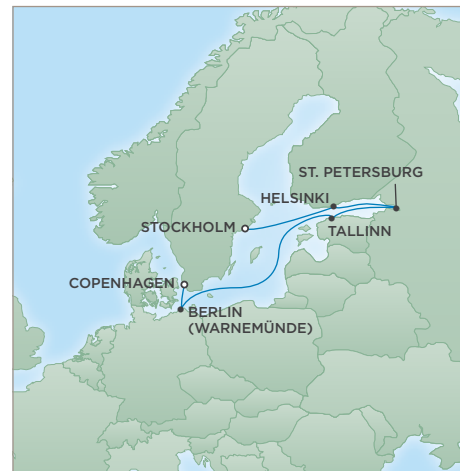 ST. PETERSBURG
HELSINKI
STOCKHOLM
TALLINN
COPENHAGEN
BERLIN
(WARNEMÜNDE)